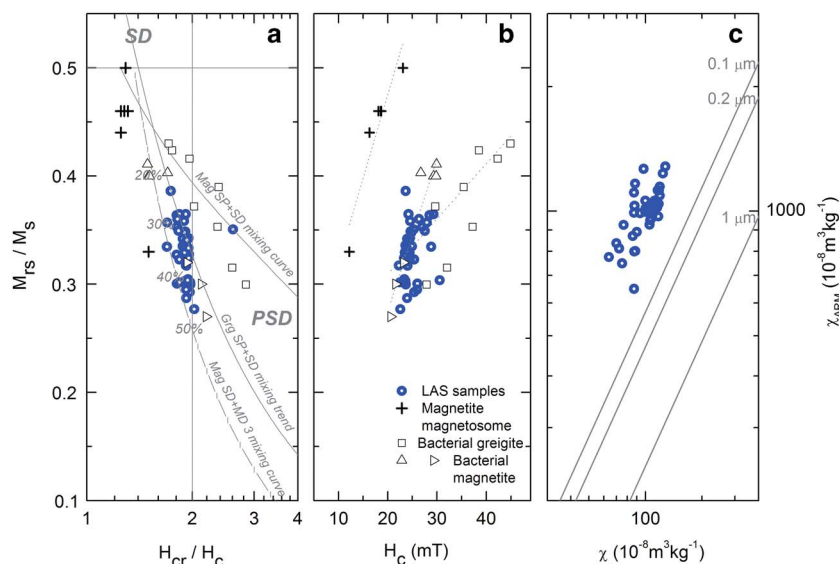 a
b
c
SD
PSD
0.5
0.4
0.3
0.2
0.1
Mrs / Ms
20%
30%
40%
50%
Mag SP+SD mixing curve
Grg SP+SD mixing trend
Mag SD+MD 3 mixing curve
1
2
3
4
Hcr / Hc
LAS samples
Magnetite
magnetosome
Bacterial greigite
Bacterial
magnetite
10
20
30
40
Hc (mT)
0.1 µm
0.2 µm
1 µm
1000
χARM (10-8m3kg-1)
100
χ (10-8m3kg-1)